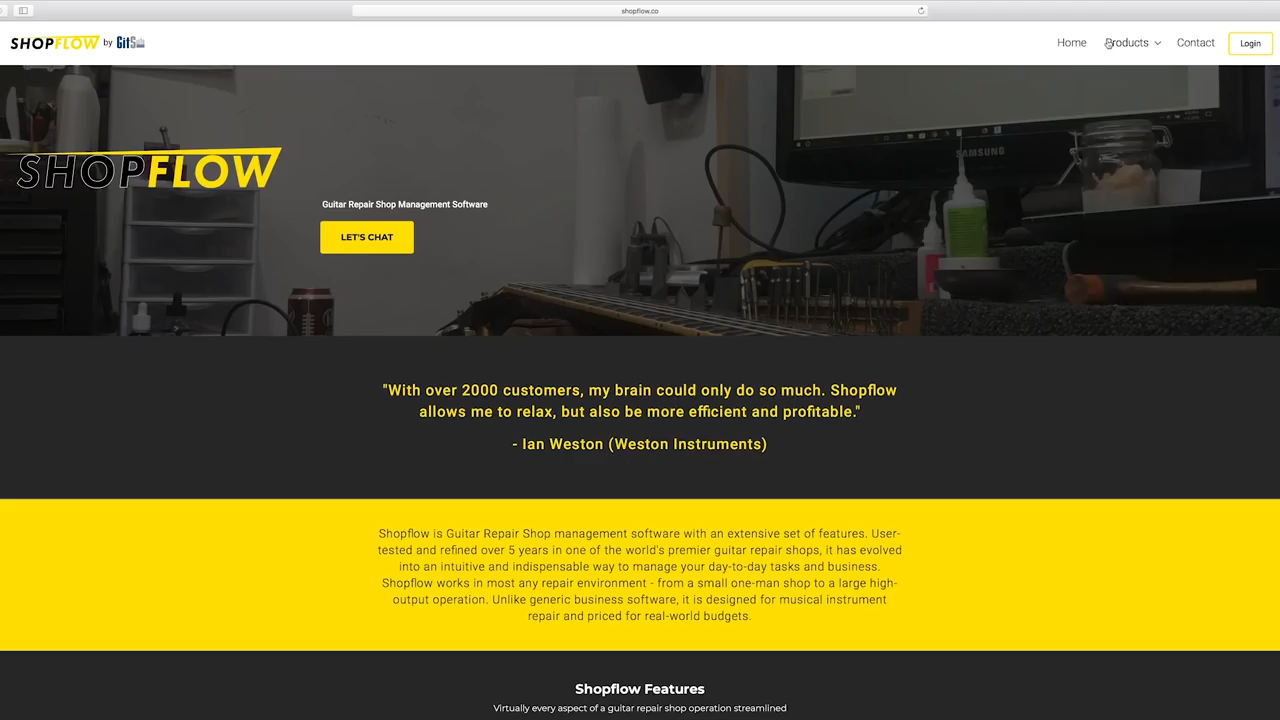 shopflow.co
SHOPFLOW by GitS
Home
Products
Contact
Login
SAMSUNG
SHOPFLOW
Guitar Repair Shop Management Software
LET'S CHAT
"With over 2000 customers, my brain could only do so much. Shopflow
allows me to relax, but also be more efficient and profitable."
- Ian Weston (Weston Instruments)
Shopflow is Guitar Repair Shop management software with an extensive set of features. User-
tested and refined over 5 years in one of the world's premier guitar repair shops, it has evolved
into an intuitive and indispensable way to manage your day-to-day tasks and business.
Shopflow works in most any repair environment - from a small one-man shop to a large high-
output operation. Unlike generic business software, it is designed for musical instrument
repair and priced for real-world budgets.
Shopflow Features
Virtually every aspect of a guitar repair shop operation streamlined